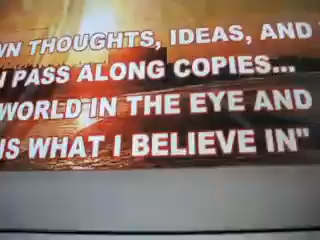 WN THOUGHTS, IDEAS, AND
PASS ALONG COPIES...
WORLD IN THE EYE AND
IS WHAT I BELIEVE IN"